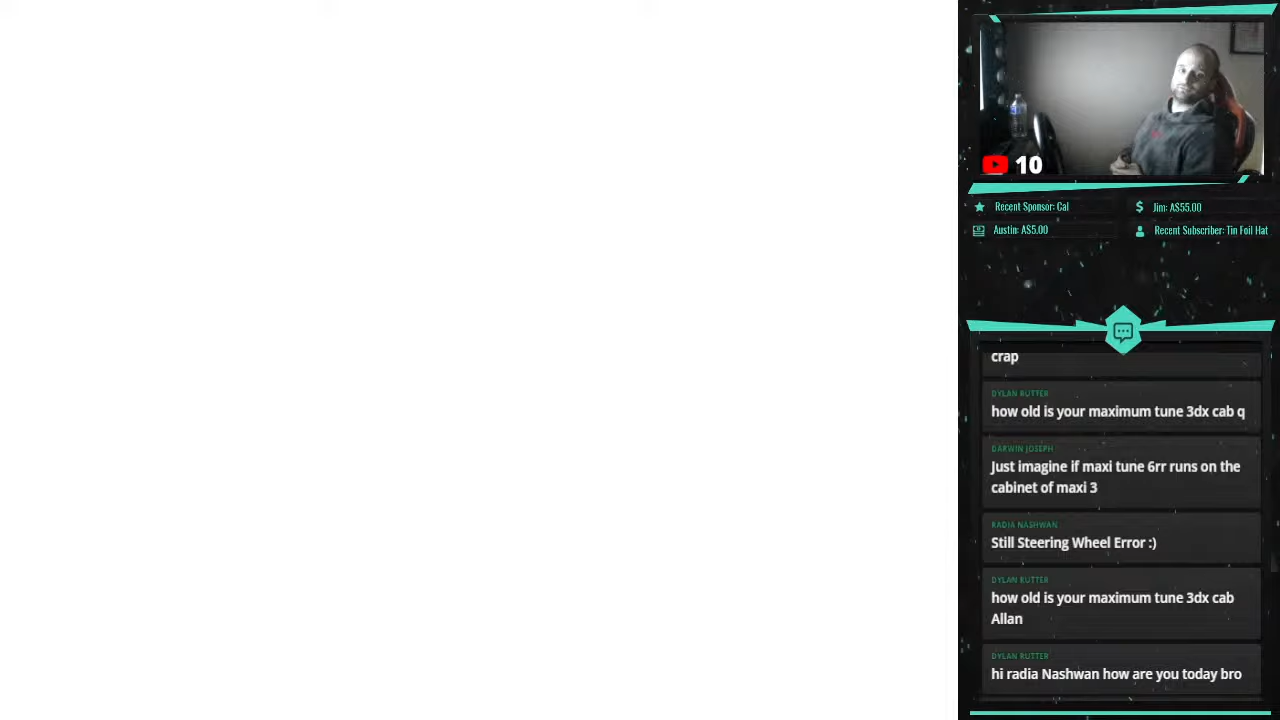 10
Recent Sponsor: Cal
Jim: A$55.00
Austin: A$5.00
Recent Subscriber: Tin Foil Hat
crap
DYLAN RUTTER
how old is your maximum tune 3dx cab q
DARWIN JOSEPH
Just imagine if maxi tune 6rr runs on the
cabinet of maxi 3
RADIA NASHWAN
Still Steering Wheel Error :)
DYLAN RUTTER
how old is your maximum tune 3dx cab
Allan
DYLAN RUTTER
hi radia Nashwan how are you today bro